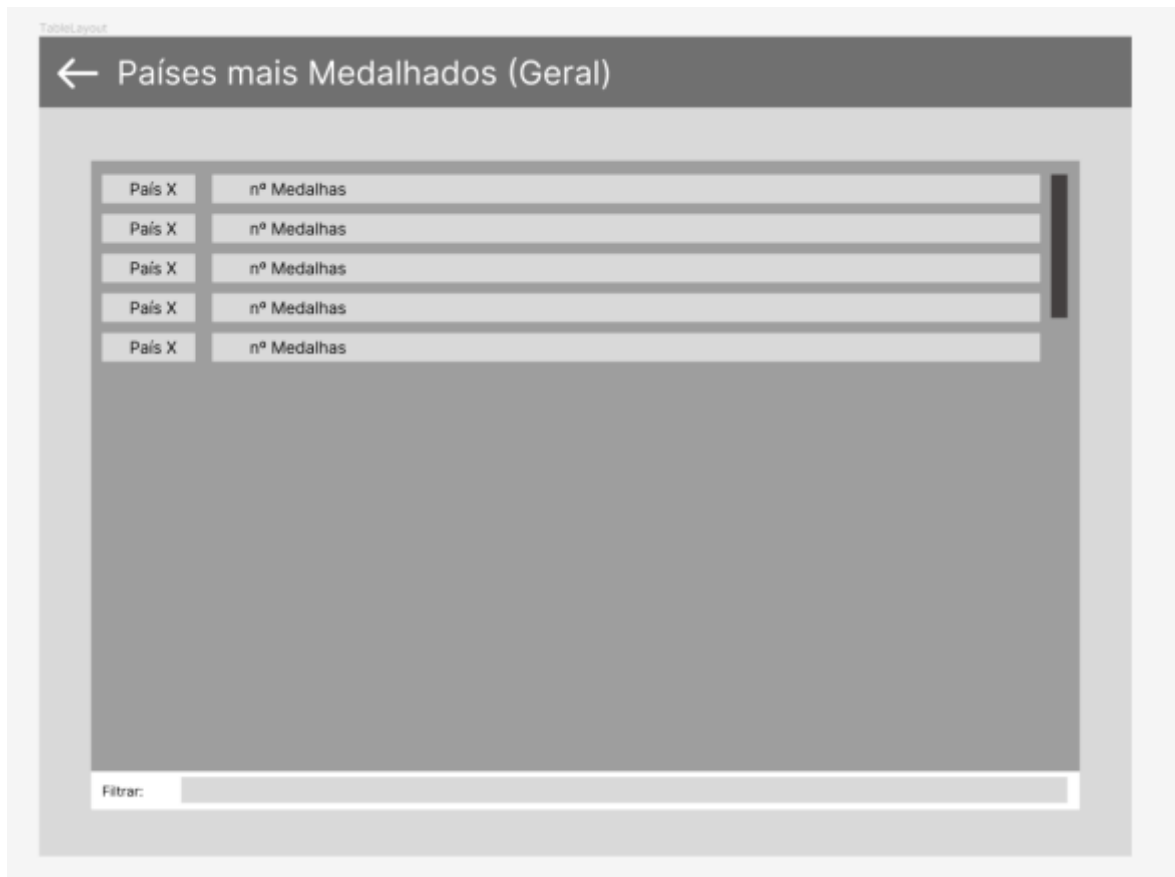 TableLayout
Países mais Medalhados (Geral)
País X nº Medalhas
País X nº Medalhas
País X nº Medalhas
País X nº Medalhas
País X nº Medalhas
Filtrar: